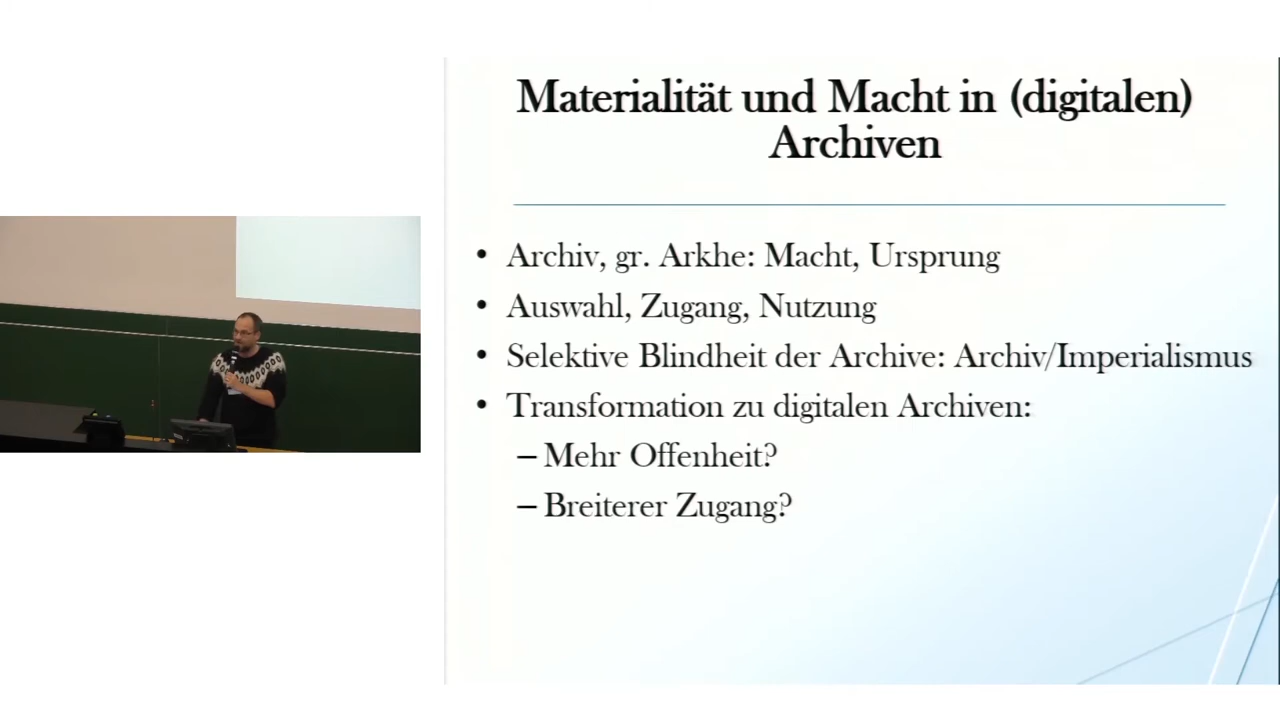 Materialität und Macht in (digitalen)
Archiven
• Archiv, gr. Arkhe: Macht, Ursprung
• Auswahl, Zugang, Nutzung
• Selektive Blindheit der Archive: Archiv/Imperialismus
• Transformation zu digitalen Archiven:
– Mehr Offenheit?
– Breiterer Zugang?